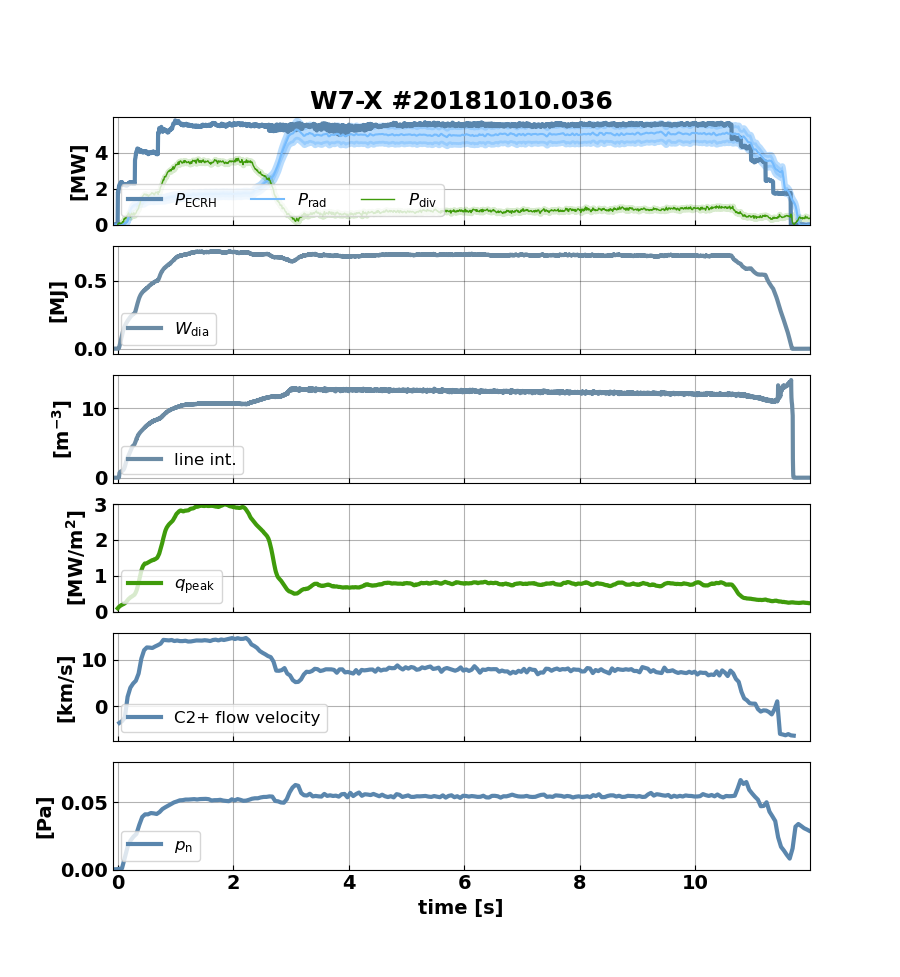 W7-X #20181010.036
[MW]
4
2
0
P_ECRH P_rad P_div
[MJ]
0.5
0.0
W_dia
[m⁻³]
10
0
line int.
[MW/m²]
3
2
1
0
q_peak
[km/s]
10
0
C2+ flow velocity
[Pa]
0.05
0.00
p_n
0 2 4 6 8 10
time [s]